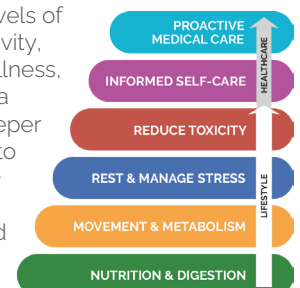 vels of
vity,
llness,
a
eper
to
d
PROACTIVE
MEDICAL CARE
INFORMED SELF-CARE
REDUCE TOXICITY
REST & MANAGE STRESS
MOVEMENT & METABOLISM
NUTRITION & DIGESTION
HEALTHCARE
LIFESTYLE